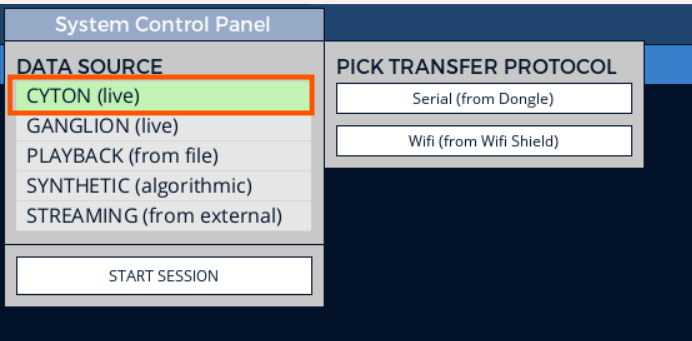 System Control Panel
DATA SOURCE
CYTON (live)
GANGLION (live)
PLAYBACK (from file)
SYNTHETIC (algorithmic)
STREAMING (from external)
START SESSION
PICK TRANSFER PROTOCOL
Serial (from Dongle)
Wifi (from Wifi Shield)